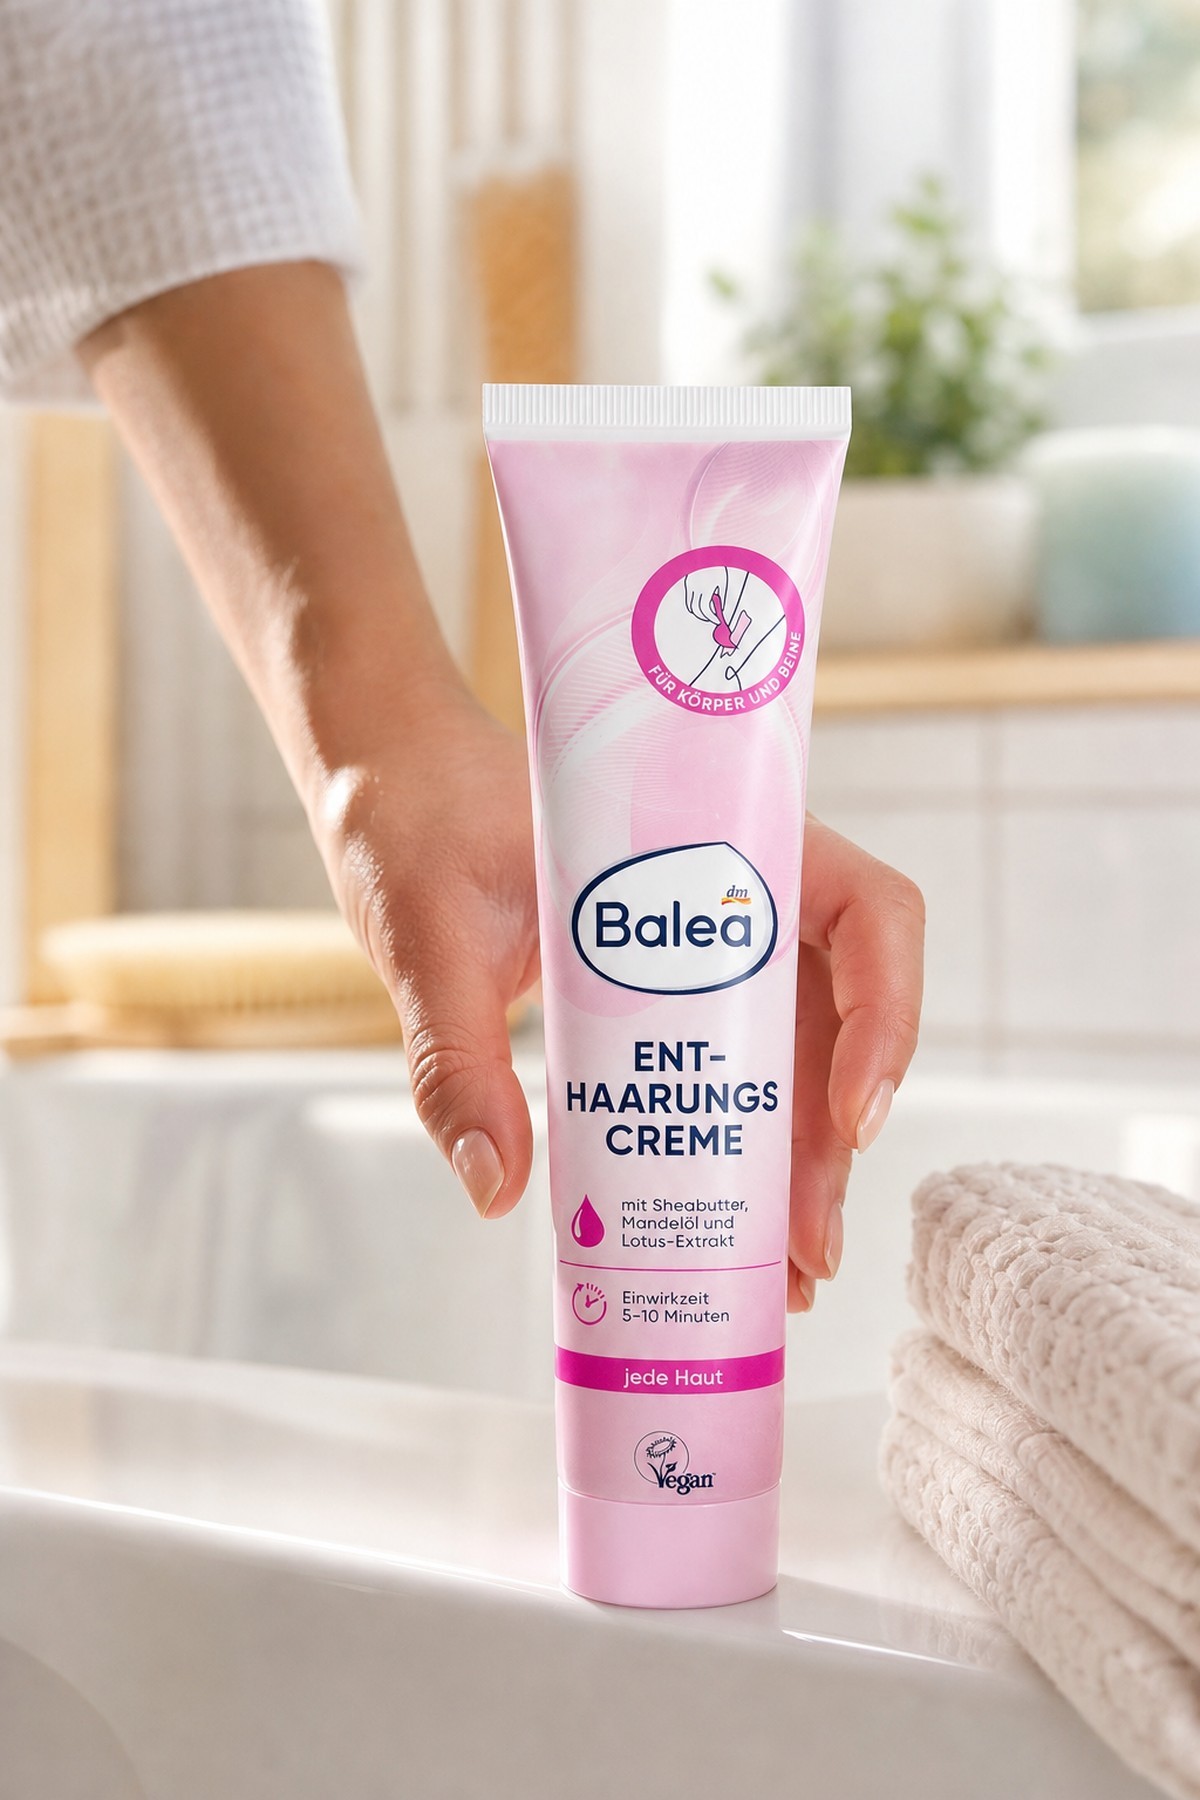 FÜR KÖRPER UND BEINE
dm
Balea
ENT-
HAARUNGS
CREME
mit Sheabutter,
Mandelöl und
Lotus-Extrakt
Einwirkzeit
5-10 Minuten
jede Haut
Vegan